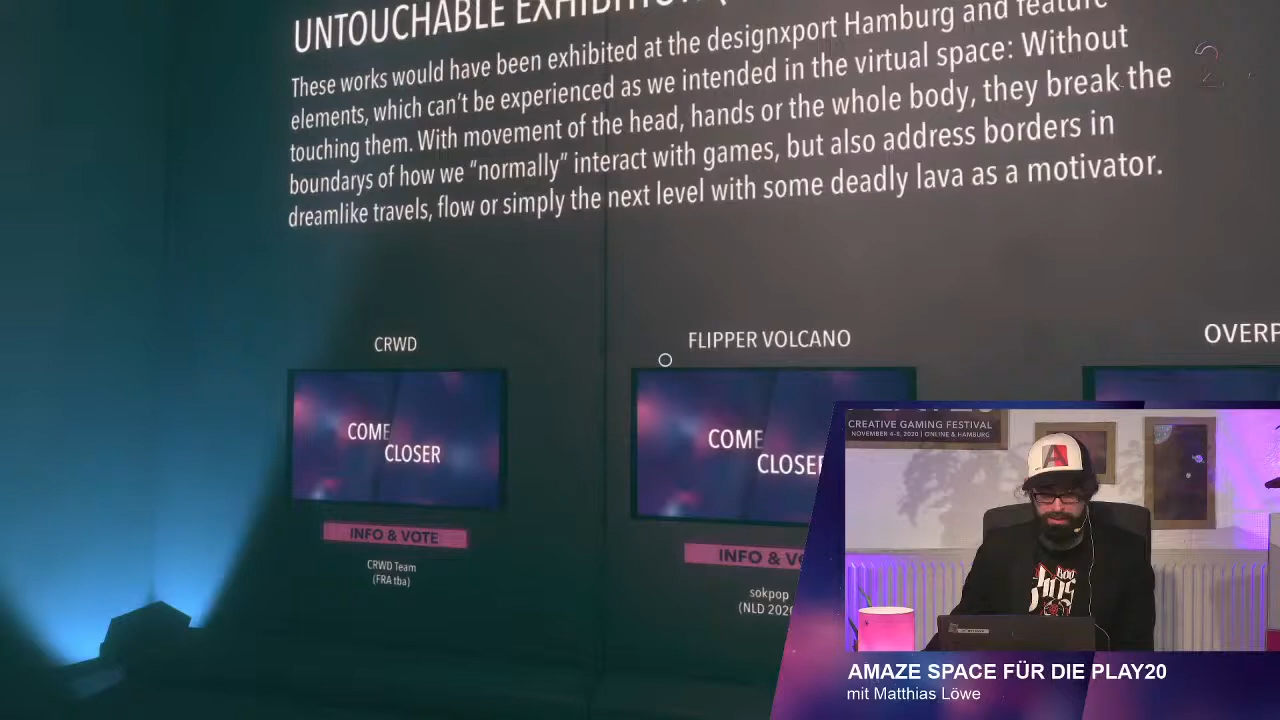 UNTOUCHABLE
These works would have been exhibited at the designxport Hamburg and feature
elements, which can't be experienced as we intended in the virtual space: Without
touching them. With movement of the head, hands or the whole body, they break the
boundarys of how we "normally" interact with games, but also address borders in
dreamlike travels, flow or simply the next level with some deadly lava as a motivator.
CRWD
FLIPPER VOLCANO
COME
CLOSER
COME
CLOSER
INFO & VOTE
INFO &
CRWD Team
(FRA tba)
sokpop
(NLD 2020
CREATIVE GAMING FESTIVAL
NOVEMBER 4-8, 2020 | ONLINE & HAMBURG
A
AMAZE SPACE FÜR DIE PLAY20
mit Matthias Löwe